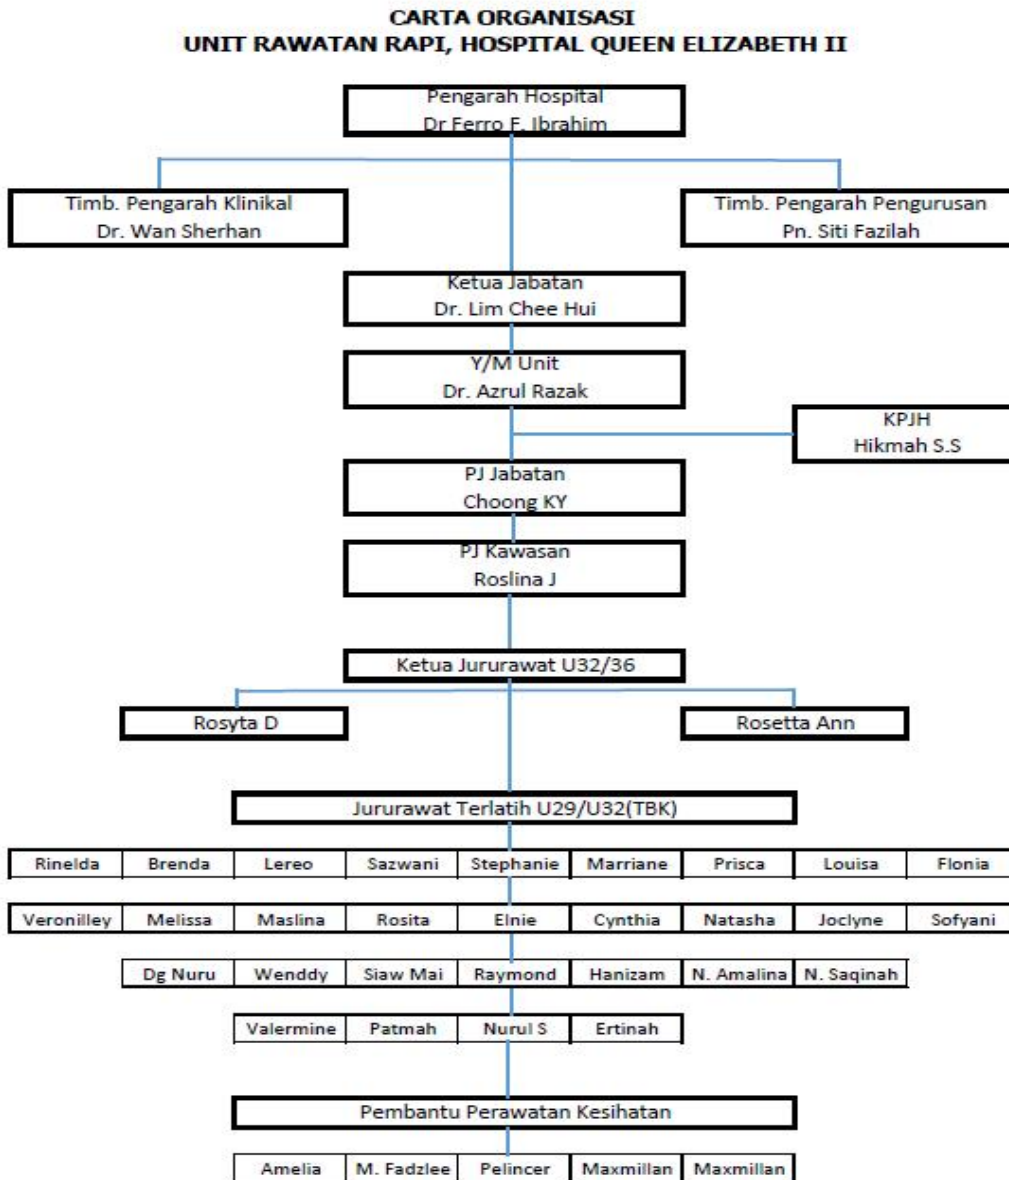 CARTA ORGANISASI
UNIT RAWATAN RAPI, HOSPITAL QUEEN ELIZABETH II
Pengarah Hospital
Dr Ferro F. Ibrahim
Timb. Pengarah Klinikal
Dr. Wan Sherhan
Timb. Pengarah Pengurusan
Pn. Siti Fazilah
Ketua Jabatan
Dr. Lim Chee Hui
Y/M Unit
Dr. Azrul Razak
KPJH
Hikmah S.S
PJ Jabatan
Choong KY
PJ Kawasan
Roslina J
Ketua Jururawat U32/36
Rosyta D
Rosetta Ann
Jururawat Terlatih U29/U32(TBK)
Rinelda Brenda Lereo Sazwani Stephanie Marriane Prisca Louisa Flonia
Veronilley Melissa Maslina Rosita Elnie Cynthia Natasha Joclyne Sofyani
Dg Nuru Wenddy Siaw Mai Raymond Hanizam N. Amalina N. Saqinah
Valermine Patmah Nurul S Ertinah
Pembantu Perawatan Kesihatan
Amelia M. Fadzlee Pelincer Maxmillan Maxmillan